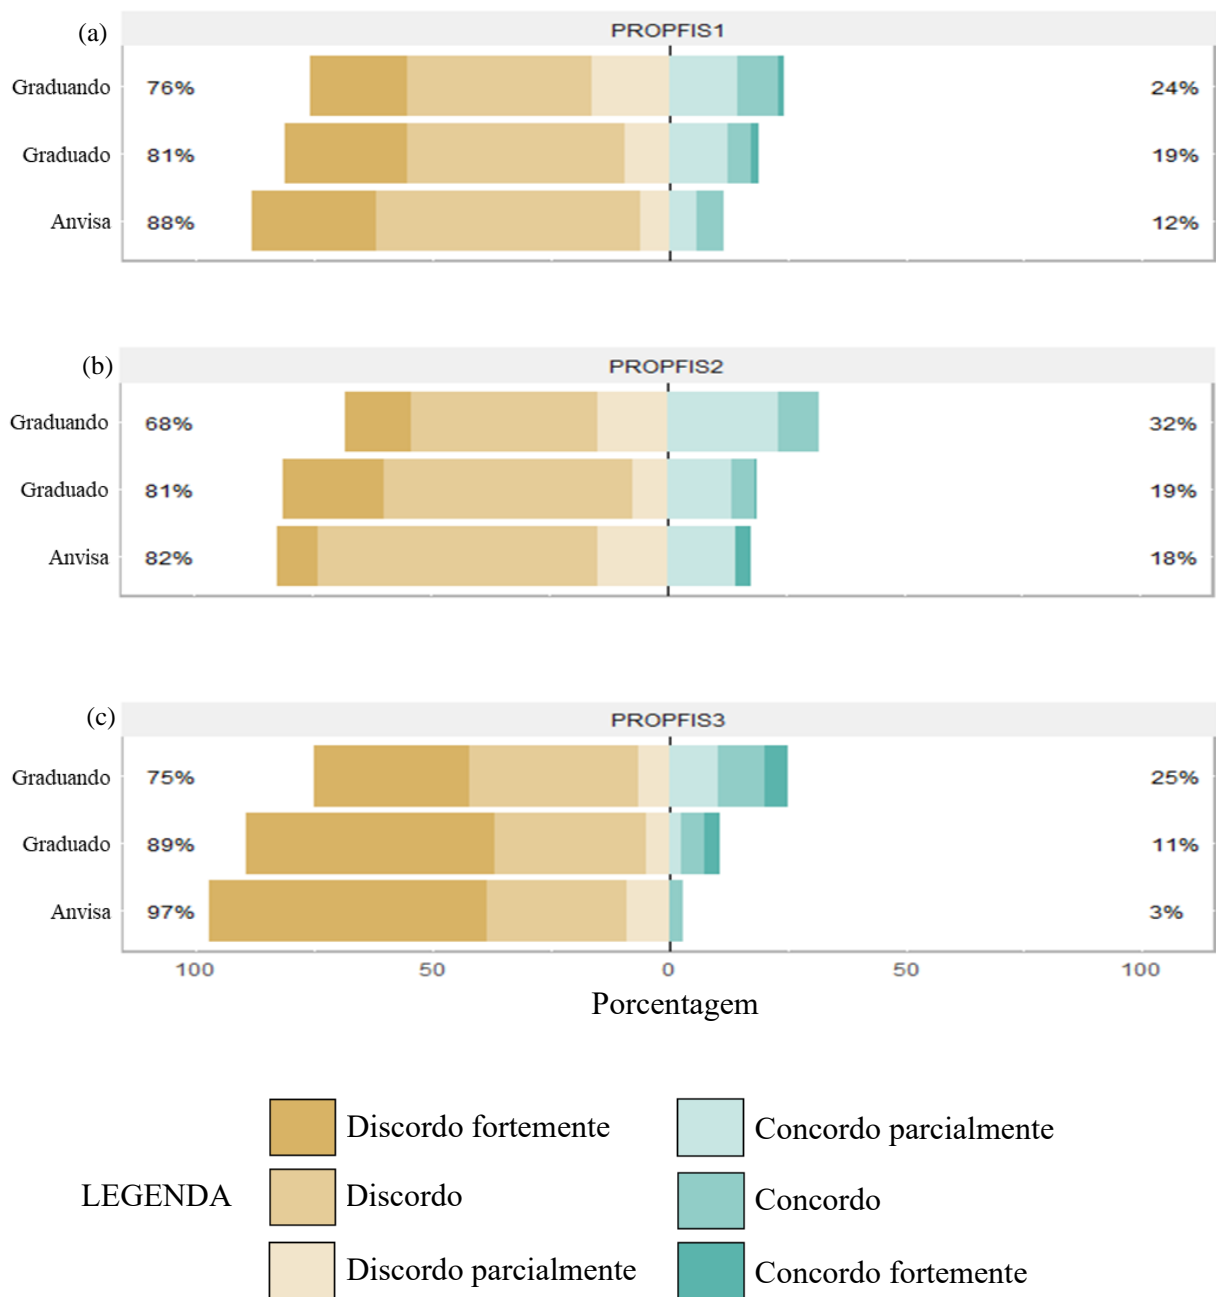 (a) PROPFIS1
Graduando 76% 24%
Graduado 81% 19%
Anvisa 88% 12%
(b) PROPFIS2
Graduando 68% 32%
Graduado 81% 19%
Anvisa 82% 18%
(c) PROPFIS3
Graduando 75% 25%
Graduado 89% 11%
Anvisa 97% 3%
100 50 0 50 100
Porcentagem
Discordo fortemente Concordo parcialmente
LEGENDA Discordo Concordo
Discordo parcialmente Concordo fortemente